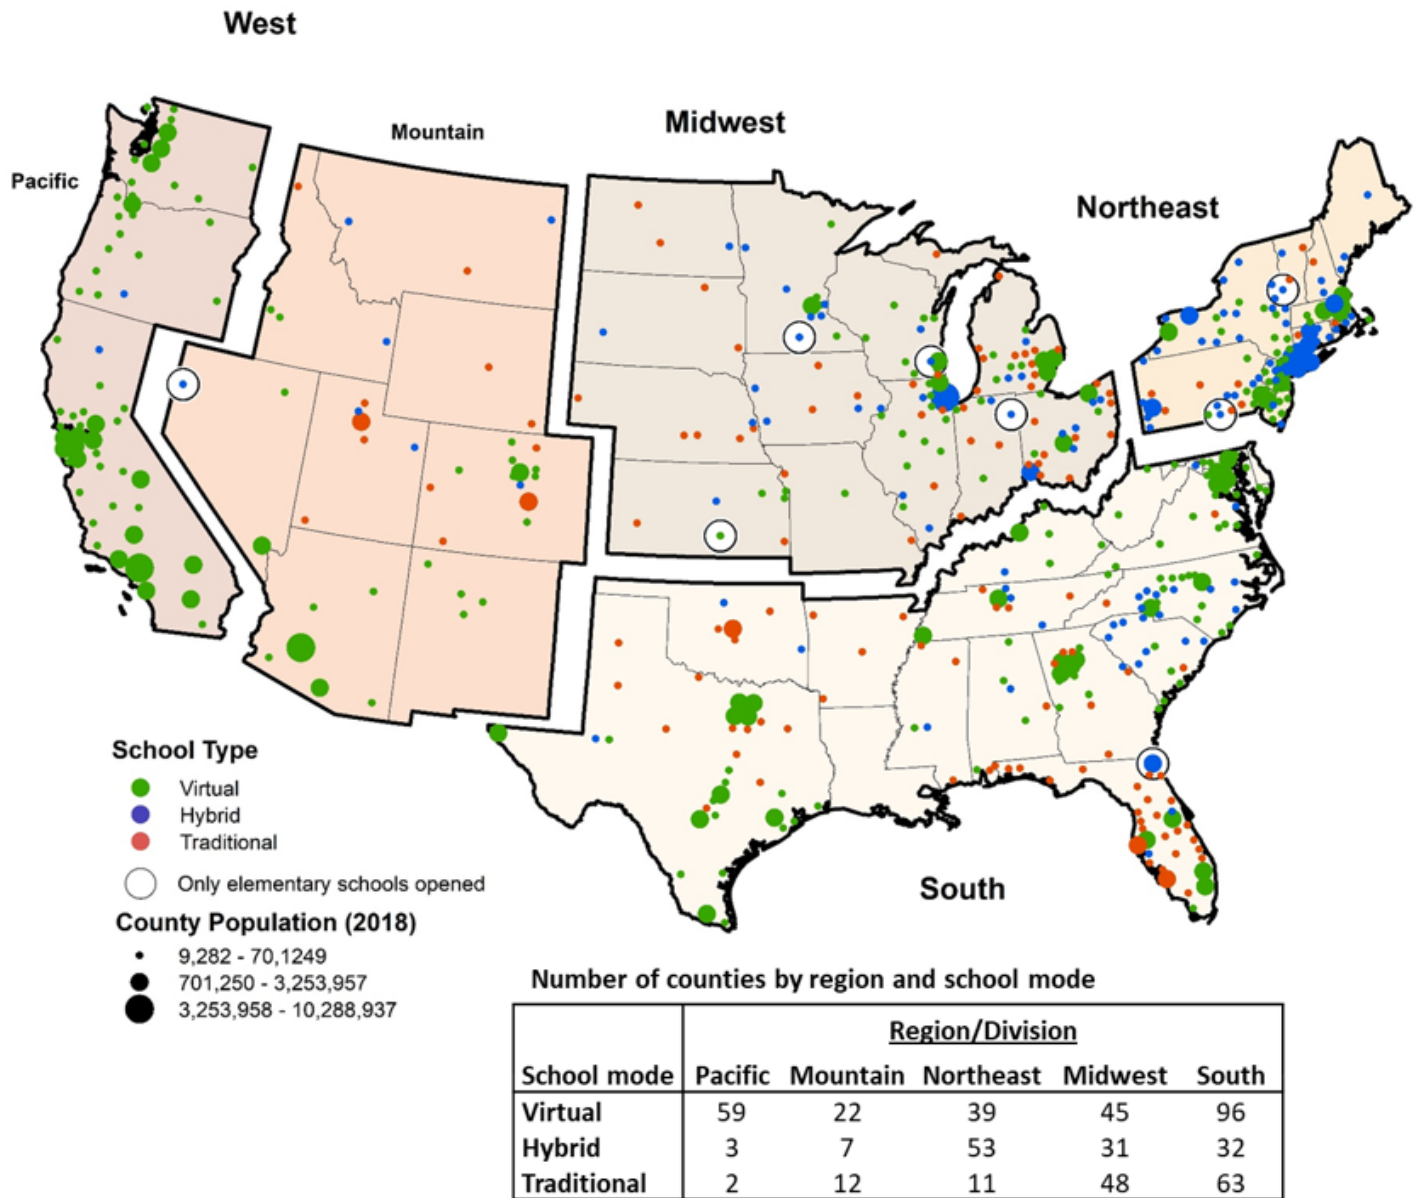 West
Midwest
Mountain
Pacific
Northeast
South
School Type
Virtual
Hybrid
Traditional
Only elementary schools opened
County Population (2018)
9,282 - 70,1249
701,250 - 3,253,957
3,253,958 - 10,288,937
Number of counties by region and school mode
Region/Division
School mode Pacific Mountain Northeast Midwest South
Virtual 59 22 39 45 96
Hybrid 3 7 53 31 32
Traditional 2 12 11 48 63